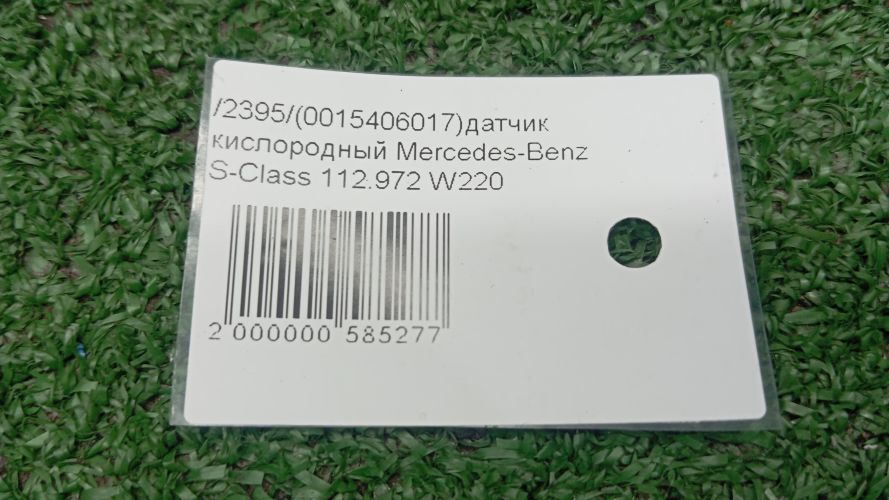 /2395/(0015406017)датчик
кислородный Mercedes-Benz
S-Class 112.972 W220
2 000000 585277